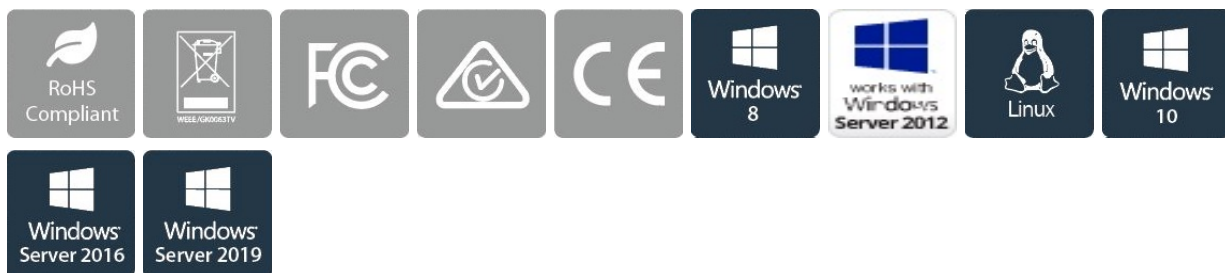 RoHS
Compliant
WEEE/GK0063TV
FC
CE
Windows
8
works with
Windows
Server 2012
Linux
Windows
10
Windows
Server 2016
Windows
Server 2019